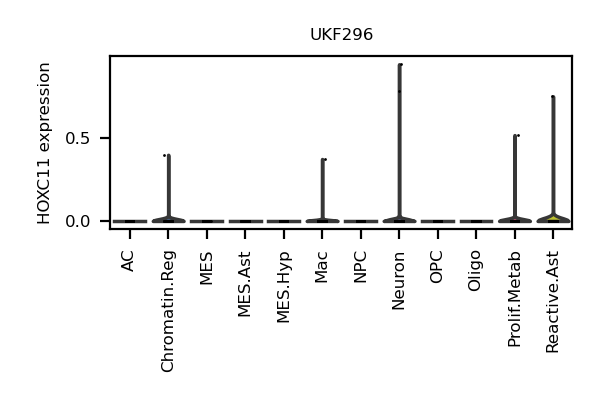 UKF296
HOXC11 expression
0.5
0.0
AC
Chromatin.Reg
MES
MES.Ast
MES.Hyp
Mac
NPC
Neuron
OPC
Oligo
Prolif.Metab
Reactive.Ast